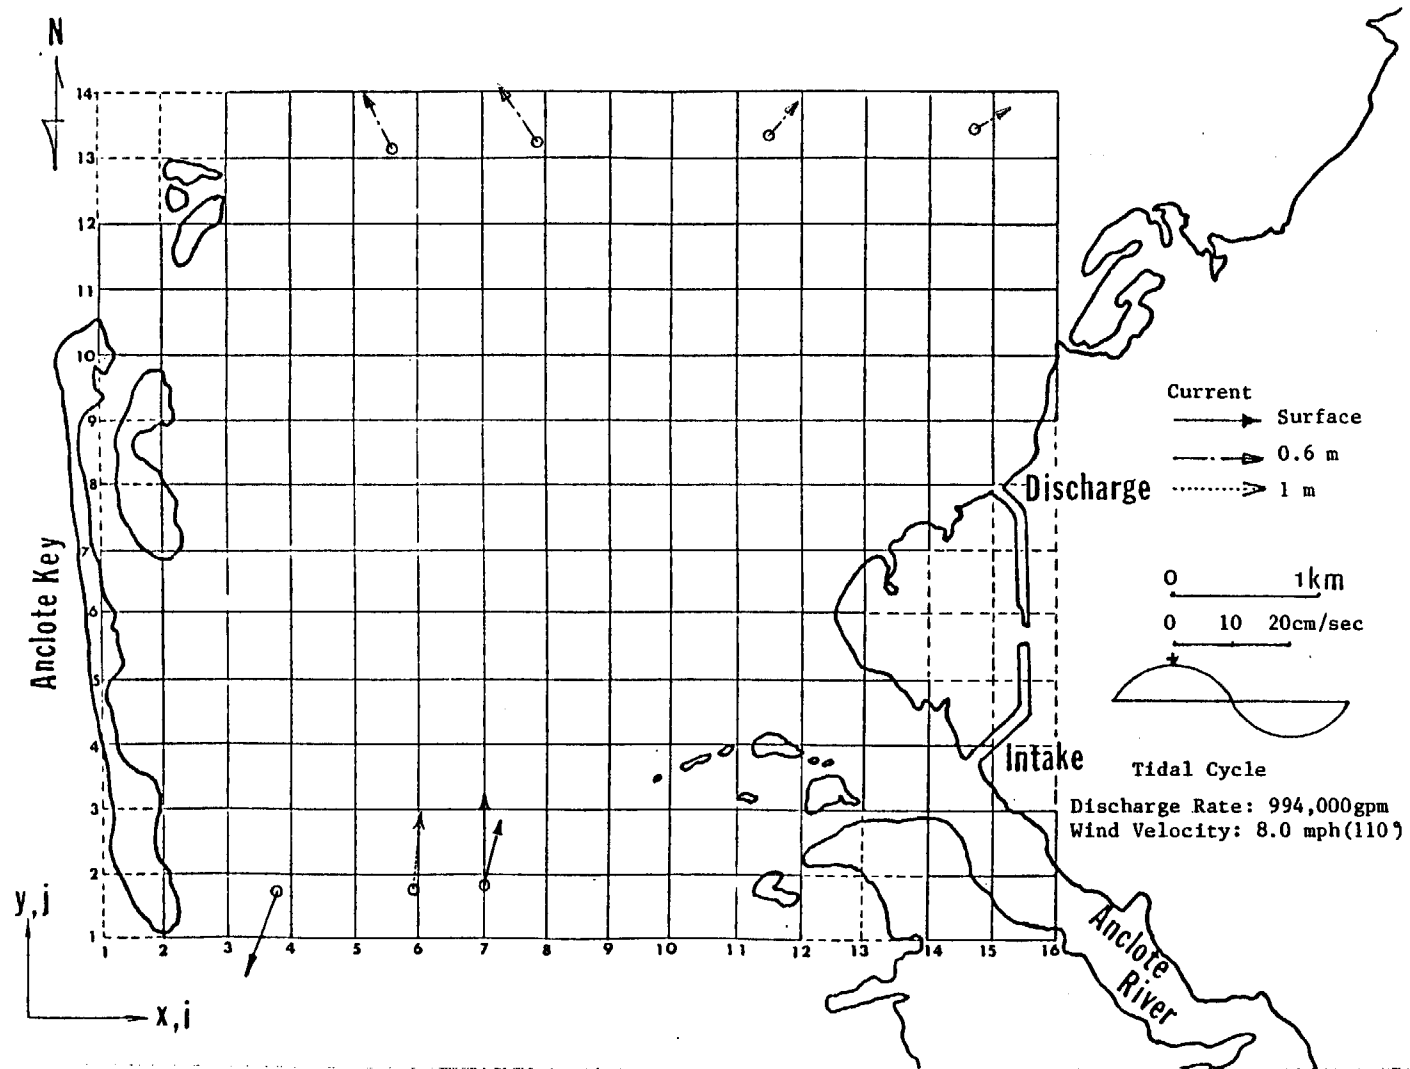 N
14
13
12
11
10
9
8
7
6
5
4
3
2
1
1 2 3 4 5 6 7 8 9 10 11 12 13 14 15 16
Anclote Key
y,j
x,i
Current
Surface
0.6 m
1 m
Discharge
0 1km
0 10 20cm/sec
Intake
Tidal Cycle
Discharge Rate: 994,000gpm
Wind Velocity: 8.0 mph(110°)
Anclote
River